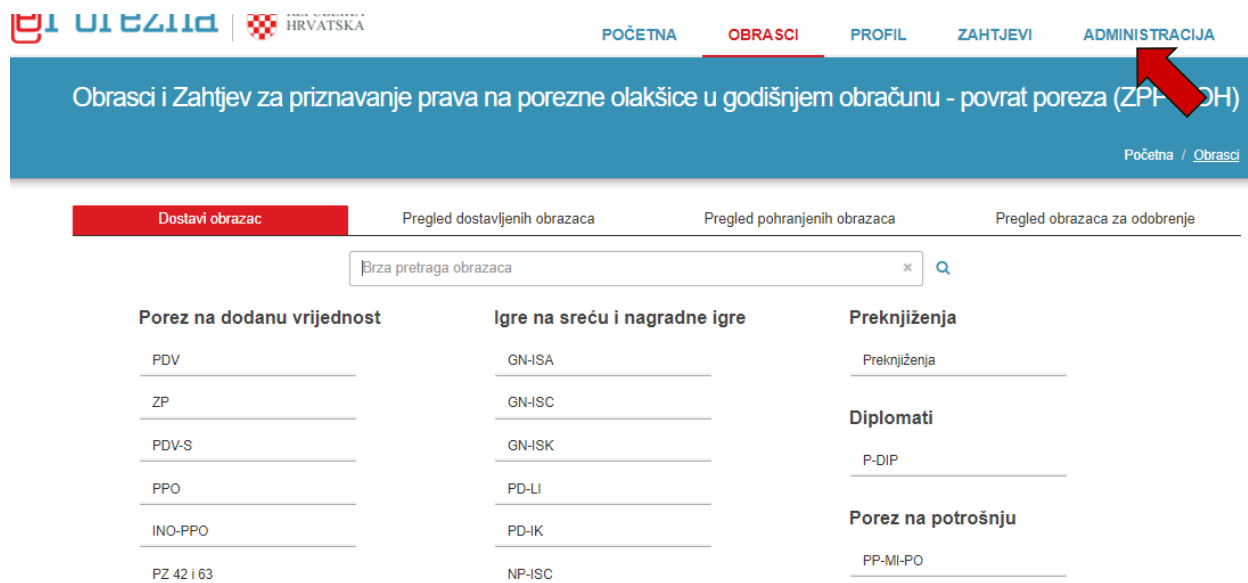 HRVATSKA
POČETNA OBRASCI PROFIL ZAHTJEVI ADMINISTRACIJA
Obrasci i Zahtjev za priznavanje prava na porezne olakšice u godišnjem obračunu - povrat poreza
Početna / Obrasci
Dostavi obrazac Pregled dostavljenih obrazaca Pregled pohranjenih obrazaca Pregled obrazaca za odobrenje
Brza pretraga obrazaca
Porez na dodanu vrijednost Igre na sreću i nagradne igre Preknjiženja
PDV GN-ISA Preknjiženja
ZP GN-ISC
Diplomati
PDV-S GN-ISK
P-DIP
PPO PD-LI
Porez na potrošnju
INO-PPO PD-IK
PP-MI-PO
PZ 42 i 63 NP-ISC